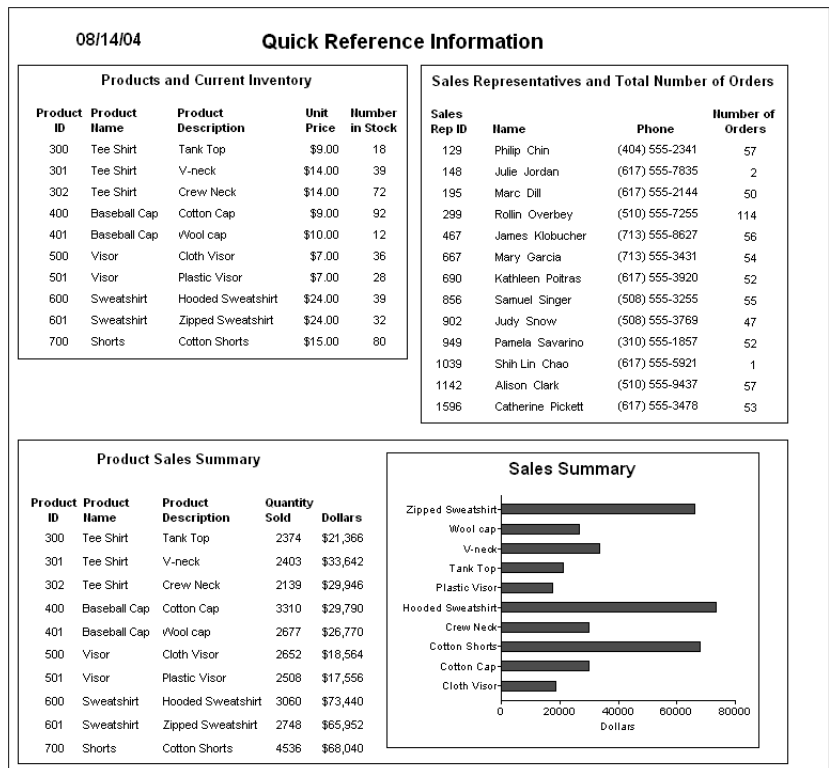 08/14/04
Quick Reference Information
Products and Current Inventory
Product ID Product Name Product Description Unit Price Number in Stock
300 Tee Shirt Tank Top $9.00 18
301 Tee Shirt V-neck $14.00 39
302 Tee Shirt Crew Neck $14.00 72
400 Baseball Cap Cotton Cap $9.00 92
401 Baseball Cap Wool cap $10.00 12
500 Visor Cloth Visor $7.00 36
501 Visor Plastic Visor $7.00 28
600 Sweatshirt Hooded Sweatshirt $24.00 39
601 Sweatshirt Zipped Sweatshirt $24.00 32
700 Shorts Cotton Shorts $15.00 80
Sales Representatives and Total Number of Orders
Sales Rep ID Name Phone Number of Orders
129 Philip Chin (404) 555-2341 57
148 Julie Jordan (617) 555-7835 2
195 Marc Dill (617) 555-2144 50
299 Rollin Overbey (510) 555-7255 114
467 James Klobucher (713) 555-8627 56
667 Mary Garcia (713) 555-3431 54
690 Kathleen Poitras (617) 555-3920 52
856 Samuel Singer (508) 555-3255 55
902 Judy Snow (508) 555-3769 47
949 Pamela Savarino (310) 555-1857 52
1039 Shih Lin Chao (617) 555-5921 1
1142 Alison Clark (510) 555-9437 57
1596 Catherine Pickett (617) 555-3478 53
Product Sales Summary
Product ID Product Name Product Description Quantity Sold Dollars
300 Tee Shirt Tank Top 2374 $21,366
301 Tee Shirt V-neck 2403 $33,642
302 Tee Shirt Crew Neck 2139 $29,946
400 Baseball Cap Cotton Cap 3310 $29,790
401 Baseball Cap Wool cap 2677 $26,770
500 Visor Cloth Visor 2652 $18,564
501 Visor Plastic Visor 2508 $17,556
600 Sweatshirt Hooded Sweatshirt 3060 $73,440
601 Sweatshirt Zipped Sweatshirt 2748 $65,952
700 Shorts Cotton Shorts 4536 $68,040
Sales Summary
Zipped Sweatshirt
Wool cap
V-neck
Tank Top
Plastic Visor
Hooded Sweatshirt
Crew Neck
Cotton Shorts
Cotton Cap
Cloth Visor
0 20000 40000 60000 80000
Dollars